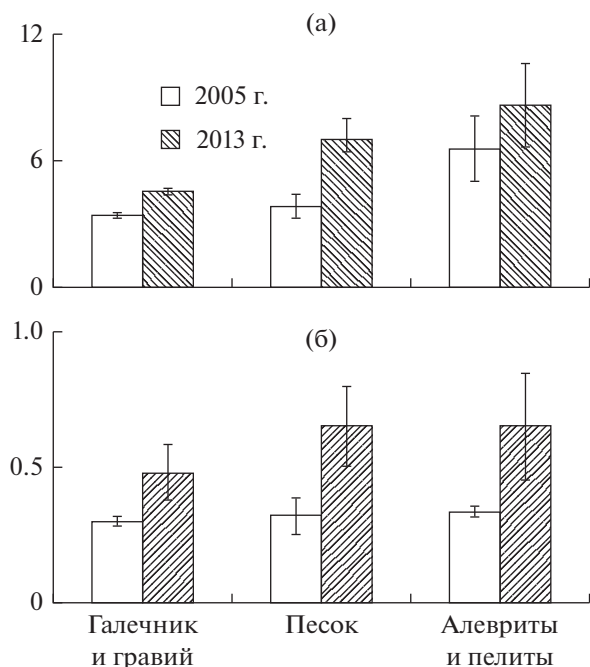 (а)
12
2005 г.
2013 г.
6
0
(б)
1.0
0.5
0
Галечник
и гравий
Песок
Алевриты
и пелиты